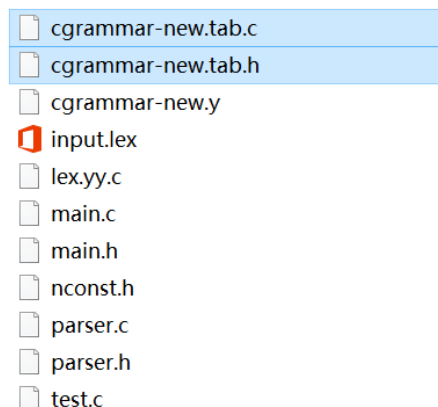 cgrammar-new.tab.c
cgrammar-new.tab.h
cgrammar-new.y
input.lex
lex.yy.c
main.c
main.h
nconst.h
parser.c
parser.h
test.c